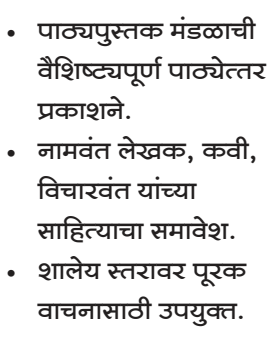 • पाठ्यपुस्तक मंडळाची
वैशिष्ट्यपूर्ण पाठ्येत्तर
प्रकाशने.
• नामवंत लेखक, कवी,
विचारवंत यांच्या
साहित्याचा समावेश.
• शालेय स्तरावर पूरक
वाचनासाठी उपयुक्त.